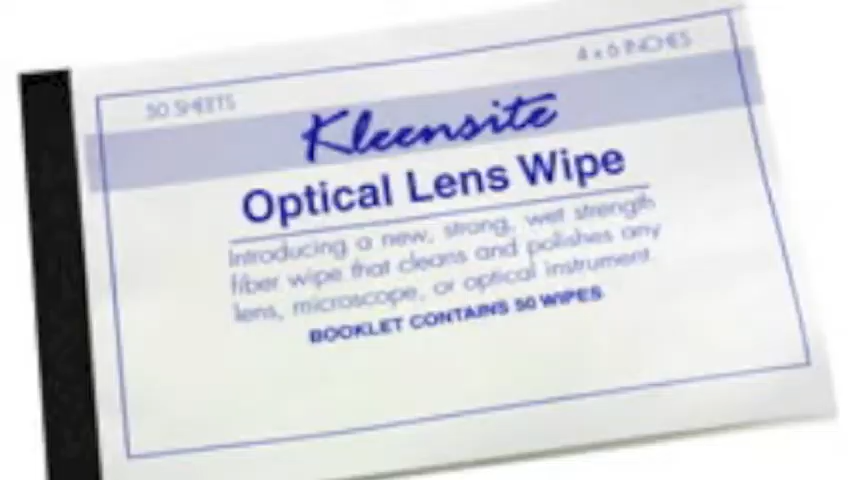 50 SHEETS
4 x 6 INCHES
Kleensite
Optical Lens Wipe
Introducing a new, strong, wet strength
fiber wipe that cleans and polishes any
lens, microscope, or optical instrument.
BOOKLET CONTAINS 50 WIPES